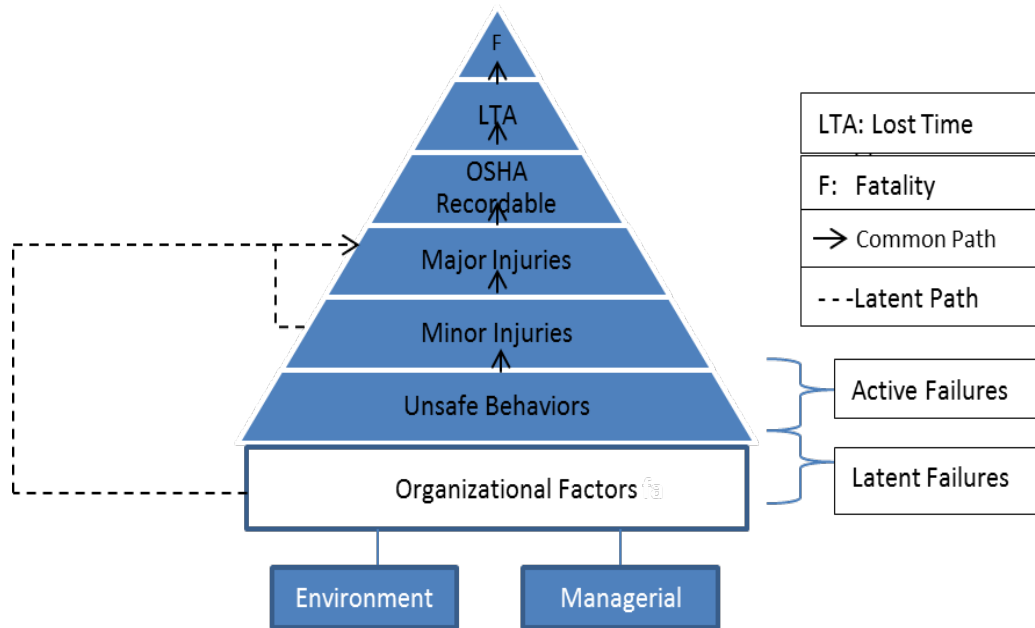 F
LTA
OSHA
Recordable
Major Injuries
Minor Injuries
Unsafe Behaviors
Organizational Factors fa
Environment
Managerial
LTA: Lost Time
F: Fatality
Common Path
---Latent Path
Active Failures
Latent Failures